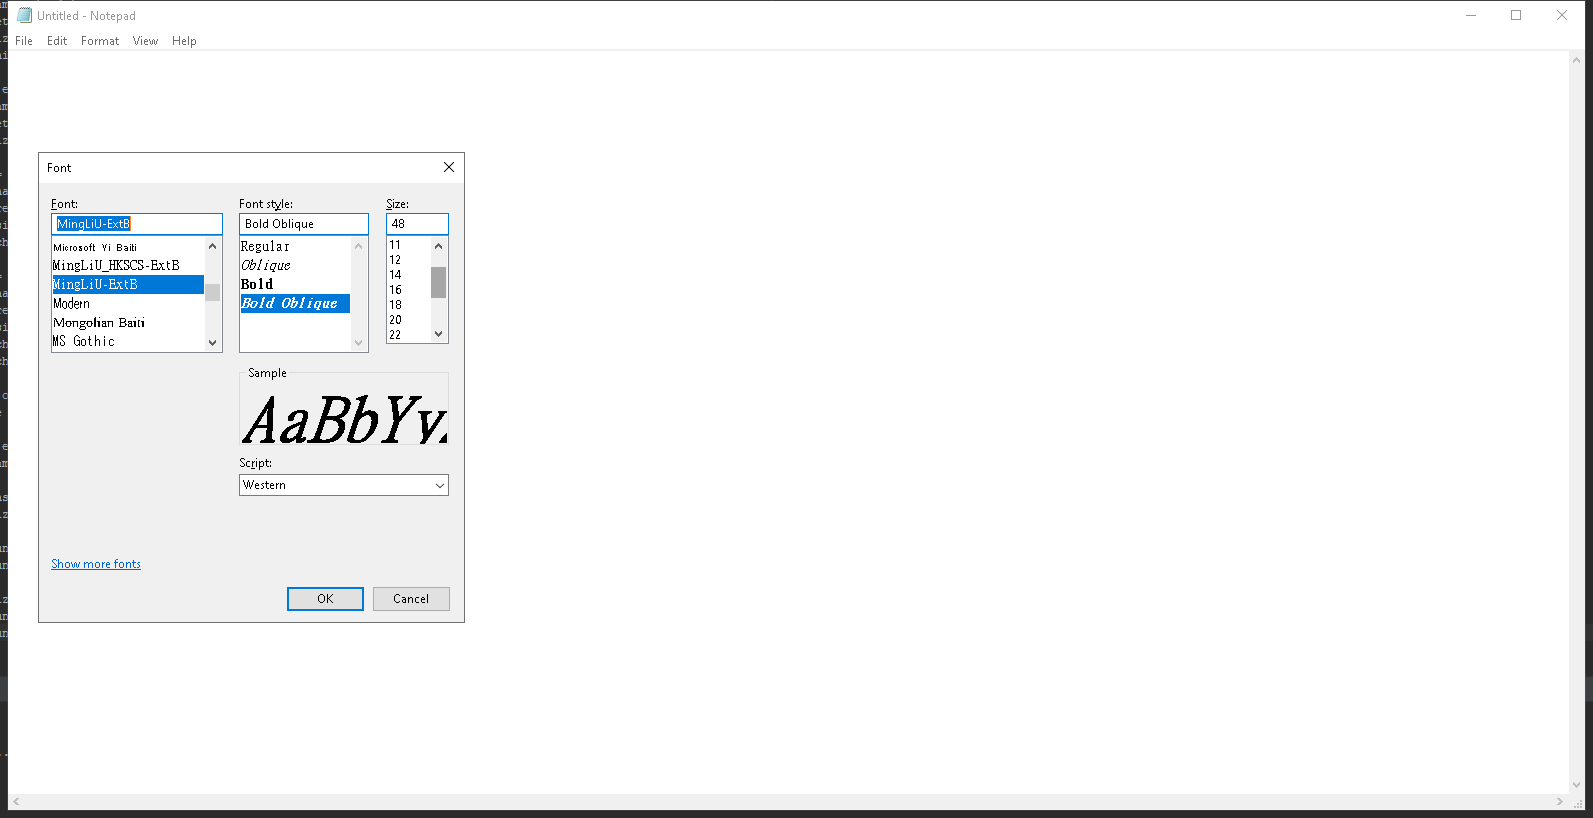 Untitled - Notepad
File Edit Format View Help
Font
Font:
MingLiU-ExtB
Microsoft Yi Baiti
MingLiU_HKSCS-ExtB
MingLiU-ExtB
Modern
Mongolian Baiti
MS Gothic
Font style:
Bold Oblique
Regular
Oblique
Bold
Bold Oblique
Size:
48
11
12
14
16
18
20
22
Sample
AaBbYy
Script:
Western
Show more fonts
OK Cancel